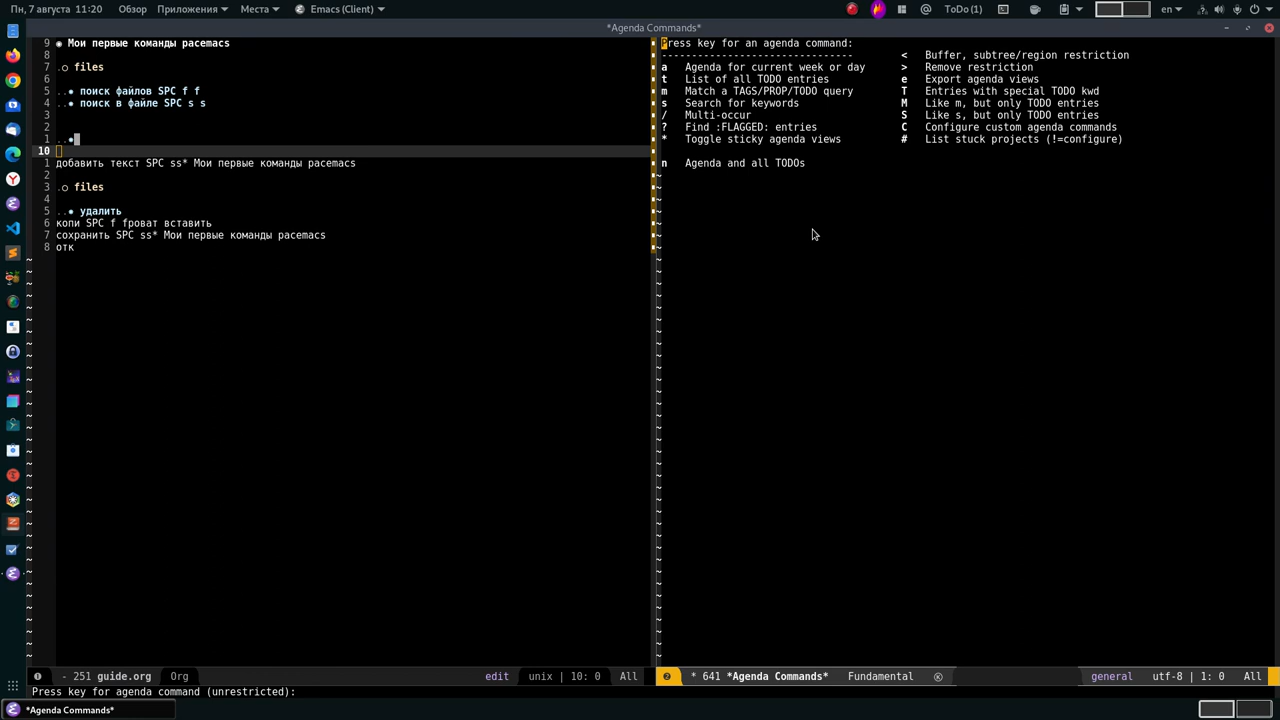 Пн, 7 августа 11:20 Обзор Приложения Места Emacs (Client) ToDo (1) en
*Agenda Commands*
9 ◉ Мои первые команды pacemacs
8
7 .○ files
6
5 ..• поиск файлов SPC f f
4 ..• поиск в файле SPC s s
3
2
1 ..•
10
1 добавить текст SPC ss* Мои первые команды pacemacs
2
3 .○ files
4
5 ..• удалить
6 копи SPC f fроват вставить
7 сохранить SPC ss* Мои первые команды pacemacs
8 отк
Press key for an agenda command:
-------------------------------- < Buffer, subtree/region restriction
a Agenda for current week or day > Remove restriction
t List of all TODO entries e Export agenda views
m Match a TAGS/PROP/TODO query T Entries with special TODO kwd
s Search for keywords M Like m, but only TODO entries
/ Multi-occur S Like s, but only TODO entries
? Find :FLAGGED: entries C Configure custom agenda commands
* Toggle sticky agenda views # List stuck projects (!=configure)
n Agenda and all TODOs
❶ - 251 guide.org Org edit unix | 10: 0 All
❷ * 641 *Agenda Commands* Fundamental ⓚ general utf-8 | 1: 0 All
Press key for agenda command (unrestricted):
*Agenda Commands*